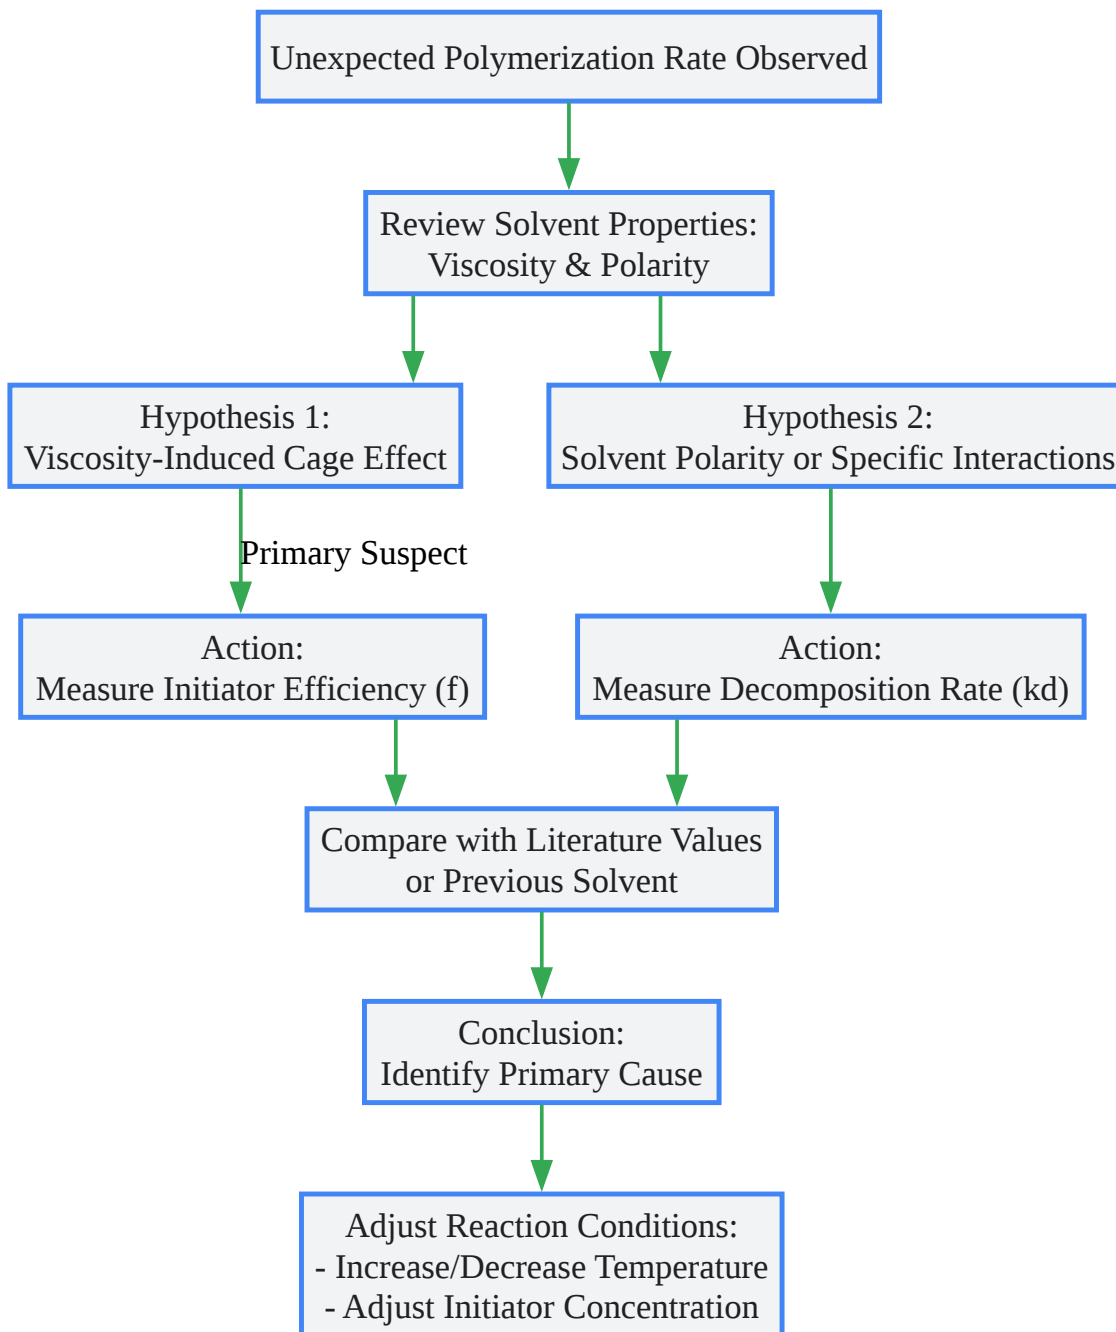 Unexpected Polymerization Rate Observed
Review Solvent Properties:
Viscosity & Polarity
Hypothesis 1:
Viscosity-Induced Cage Effect
Hypothesis 2:
Solvent Polarity or Specific Interactions
Primary Suspect
Action:
Measure Initiator Efficiency (f)
Action:
Measure Decomposition Rate (kd)
Compare with Literature Values
or Previous Solvent
Conclusion:
Identify Primary Cause
Adjust Reaction Conditions:
- Increase/Decrease Temperature
- Adjust Initiator Concentration